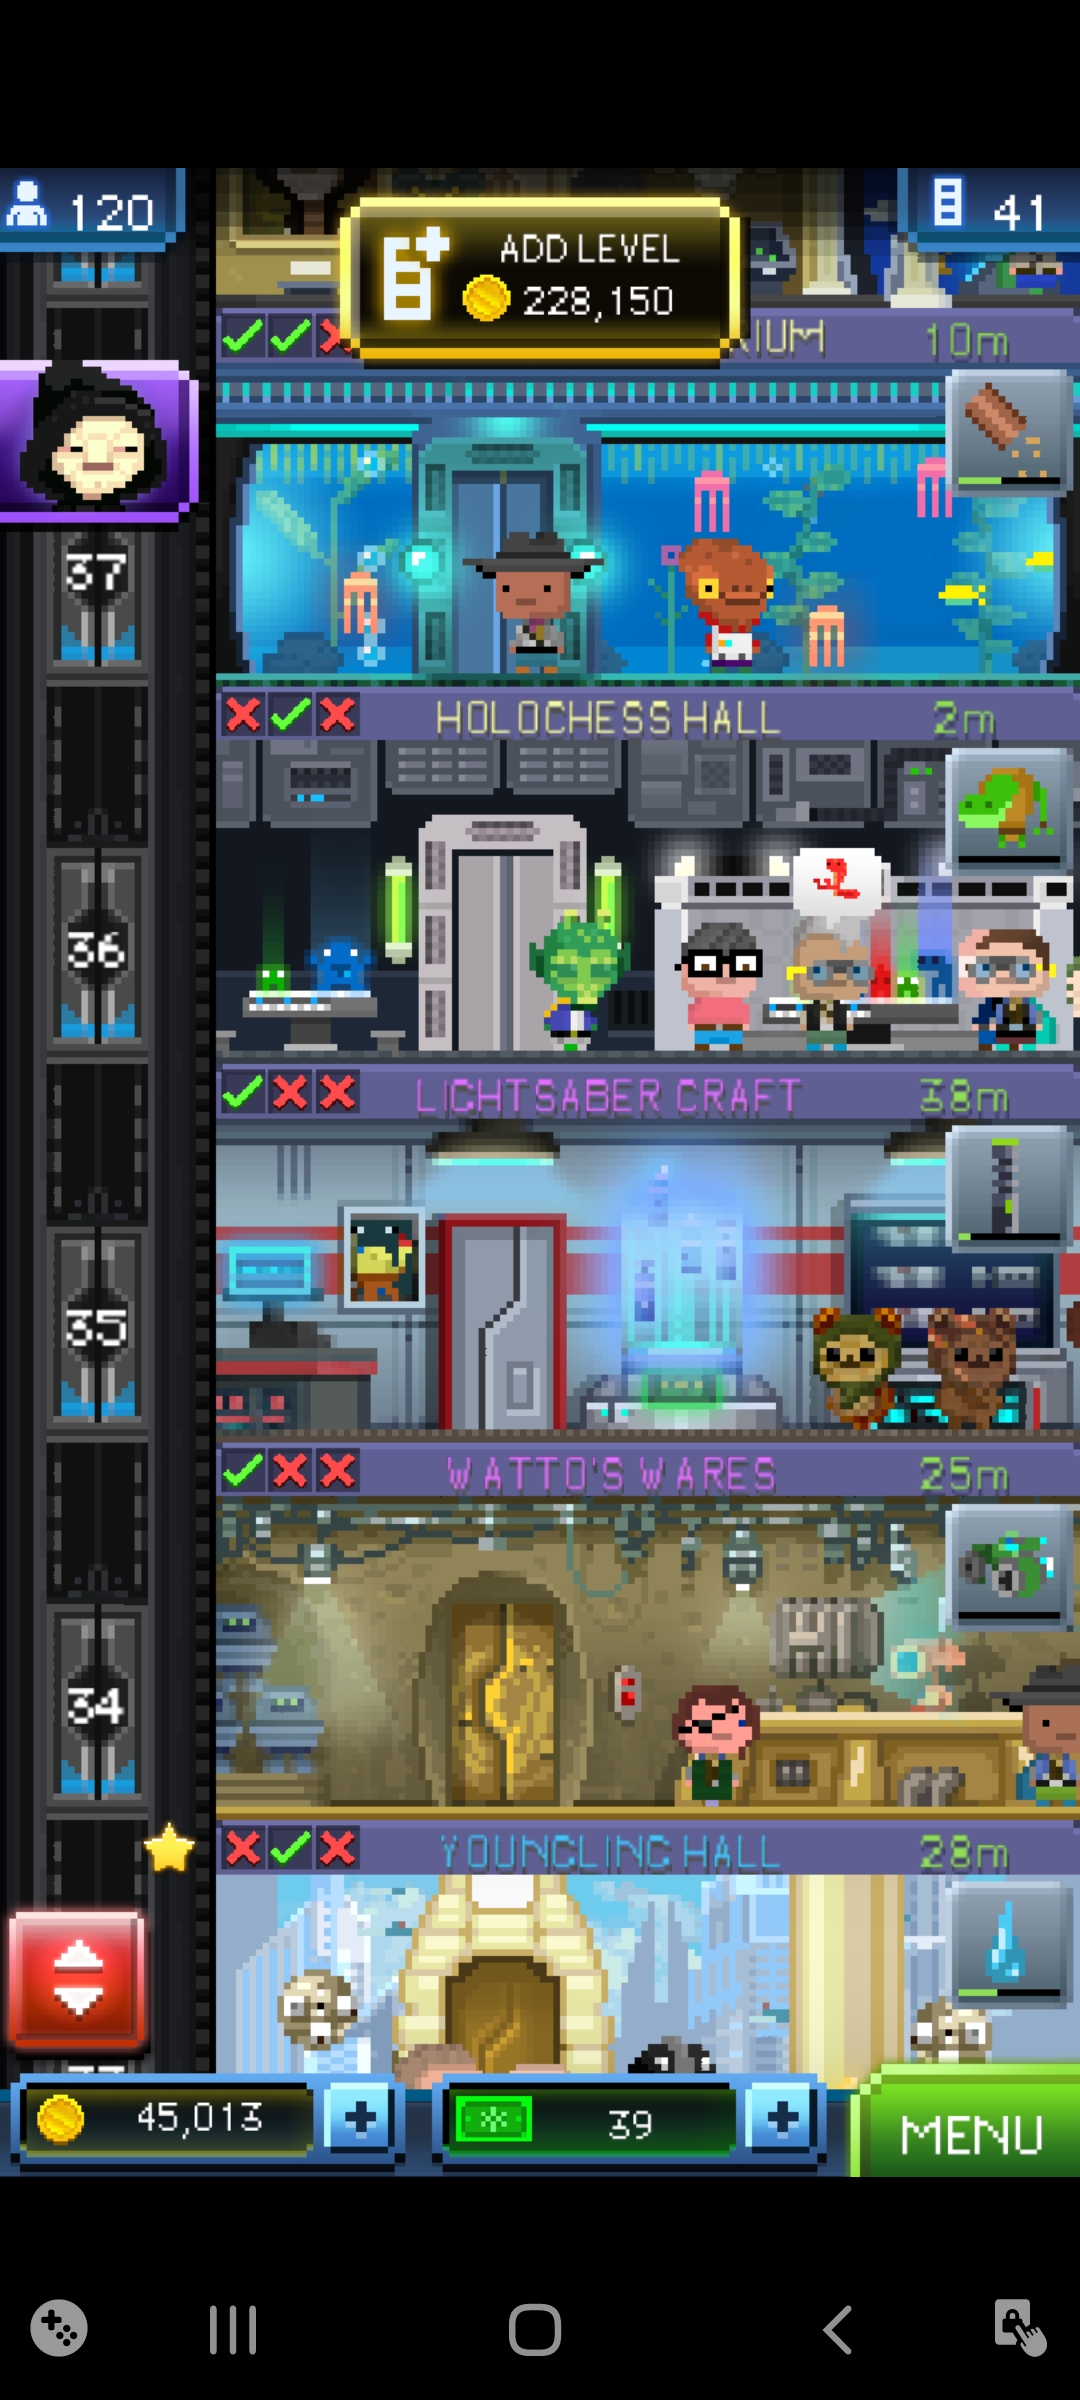 120
41
ADD LEVEL
228,150
10m
37
HOLOCHESS HALL
2m
36
LIGHTSABER CRAFT
38m
35
WATTO'S WARES
25m
34
YOUNGLING HALL
28m
45,013
39
MENU